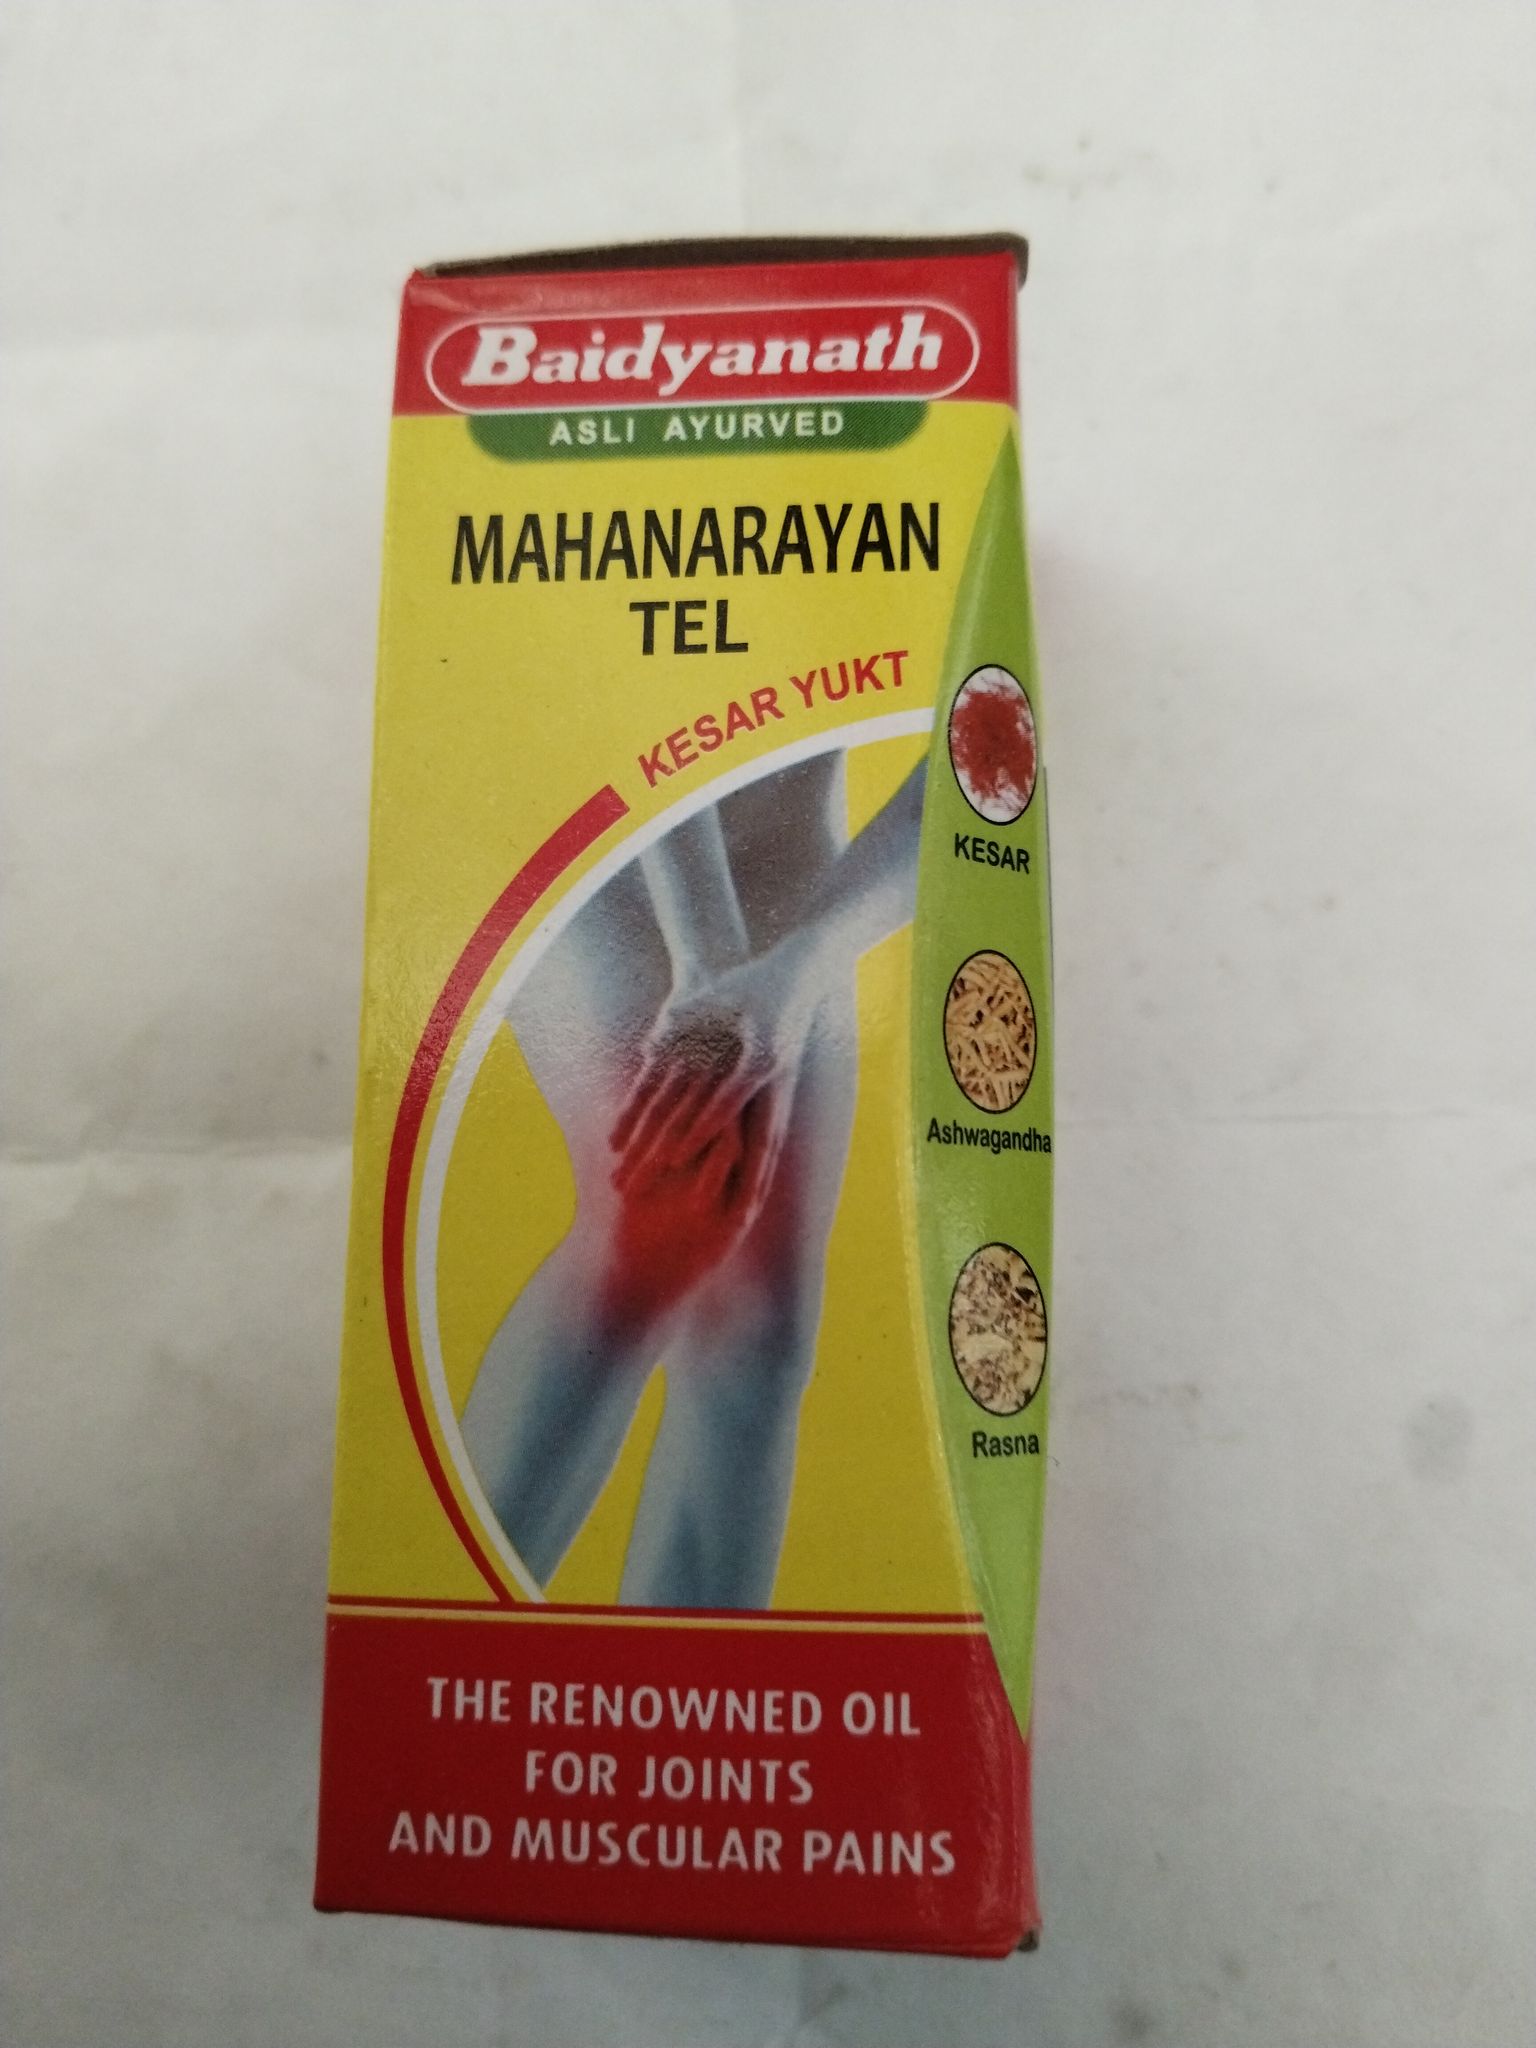 Baidyanath
ASLI AYURVED
MAHANARAYAN
TEL
KESAR YUKT
KESAR
Ashwagandha
Rasna
THE RENOWNED OIL
FOR JOINTS
AND MUSCULAR PAINS